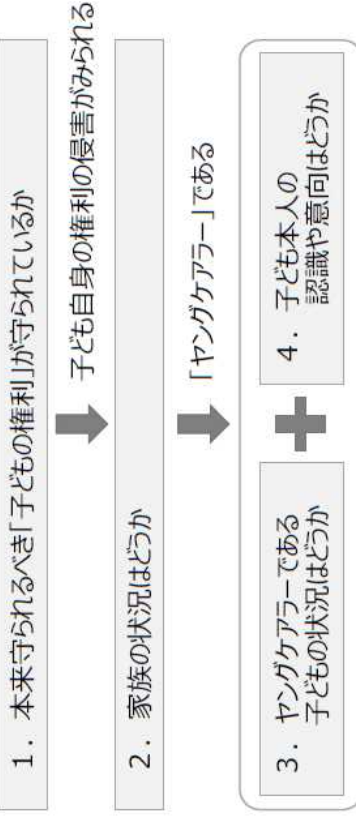 1. 本来守られるべき「子どもの権利」が守られているか
子ども自身の権利の侵害がみられる
2. 家族の状況はどうか
「ヤングケアラー」である
3. ヤングケアラーである
子どもの状況はどうか
4. 子ども本人の
認識や意向はどうか